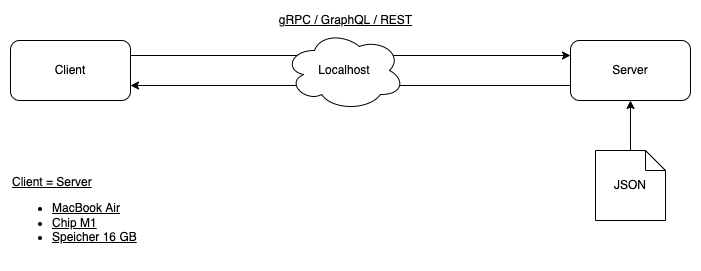 gRPC / GraphQL / REST
Client
Localhost
Server
JSON
Client = Server
MacBook Air
Chip M1
Speicher 16 GB